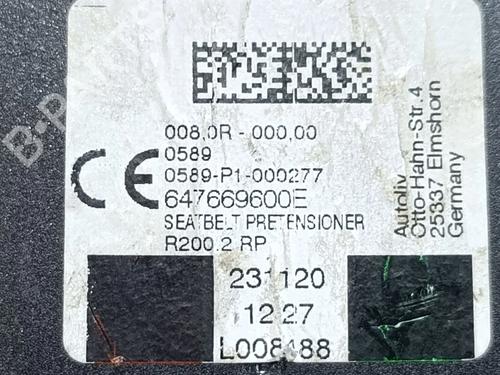 008,0R - 000,00
0589
0589-P1-000277
647669600E
SEATBELT PRETENSIONER
R200.2 RP
231120
12 27
CE
Autoliv
Otto-Hahn-Str.4
25337 Elmshorn
Germany